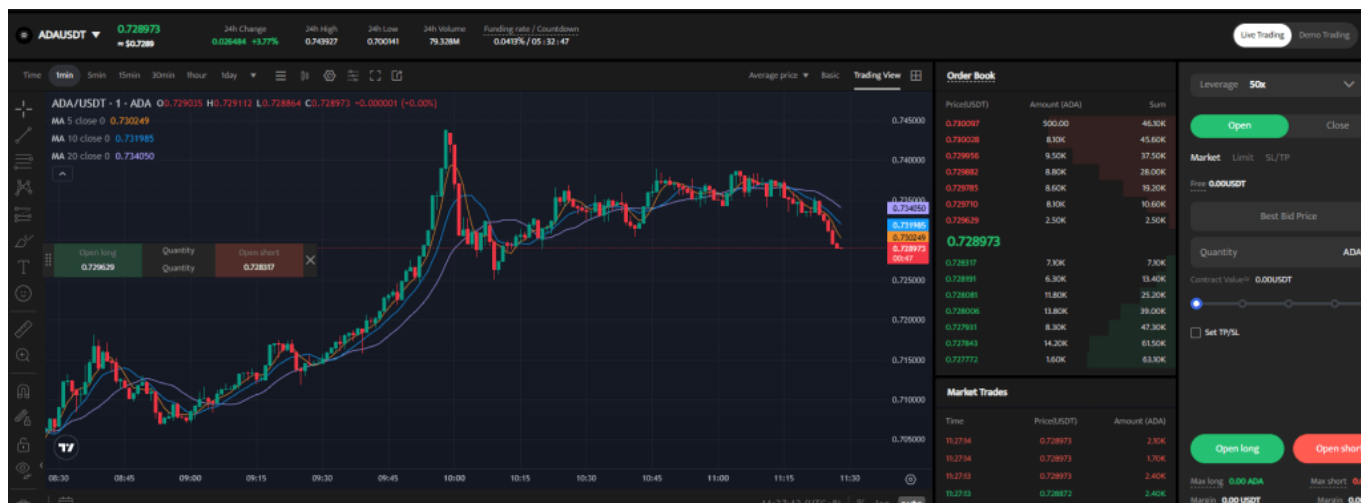 ADAUSDT
0.728973
≈ $0.7289
24h Change
0.026484 +3.77%
24h High
0.743927
24h Low
0.700141
24h Volume
79.328M
Funding rate / Countdown
0.0413% / 05 : 32 : 47
Live Trading
Demo Trading
Time 1min 5min 15min 30min 1hour 1day
Average price Basic Trading View
ADA/USDT · 1 · ADA O0.729035 H0.729112 L0.728864 C0.728973 -0.000001 (-0.00%)
MA 5 close 0 0.730249
MA 10 close 0 0.731985
MA 20 close 0 0.734050
Open long
0.729629
Quantity
Quantity
Open short
0.728317
0.745000
0.740000
0.735000
0.734050
0.731985
0.730249
0.728973
00:47
0.725000
0.720000
0.715000
0.710000
0.705000
08:30 08:45 09:00 09:15 09:30 09:45 10:00 10:15 10:30 10:45 11:00 11:15 11:30
Order Book
Price(USDT) Amount (ADA) Sum
0.730097 500.00 46.10K
0.730028 8.10K 45.60K
0.729956 9.50K 37.50K
0.729882 8.80K 28.00K
0.729785 8.60K 19.20K
0.729710 8.10K 10.60K
0.729629 2.50K 2.50K
0.728973
0.728317 7.10K 7.10K
0.728191 6.30K 13.40K
0.728081 11.80K 25.20K
0.728006 13.80K 39.00K
0.727931 8.30K 47.30K
0.727843 14.20K 61.50K
0.727772 1.60K 63.10K
Market Trades
Time Price(USDT) Amount (ADA)
11:27:14 0.728973 2.10K
11:27:14 0.728973 1.70K
11:27:13 0.728973 2.40K
11:27:13 0.728872 2.40K
Leverage 50x
Open
Close
Market Limit SL/TP
Free 0.00USDT
Best Bid Price
Quantity ADA
Contract Value 0.00USDT
Set TP/SL
Open long
Open short
Max long 0.00 ADA
Max short
Margin 0.00 USDT
Margin